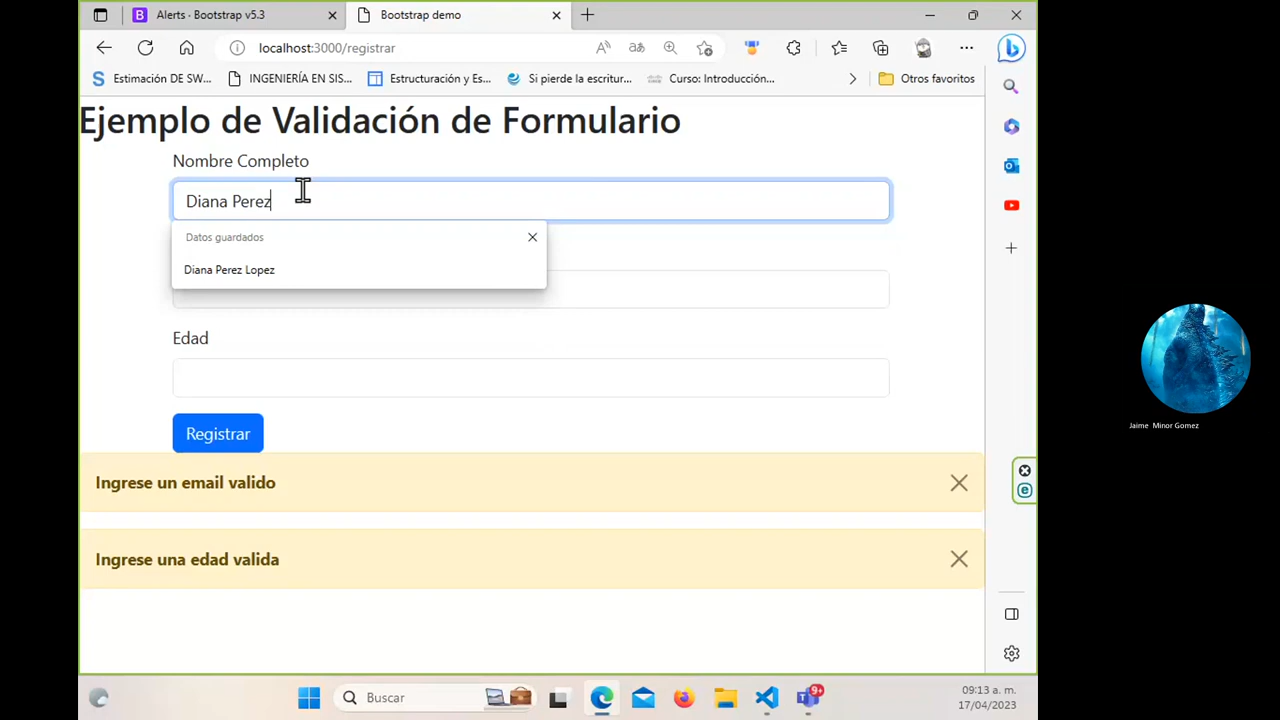 Alerts · Bootstrap v5.3
Bootstrap demo
localhost:3000/registrar
Estimación DE SW...
INGENIERÍA EN SIS...
Estructuración y Es...
Si pierde la escritur...
Curso: Introducción...
Otros favoritos
Ejemplo de Validación de Formulario
Nombre Completo
Diana Perez
Datos guardados
Diana Perez Lopez
Edad
Registrar
Ingrese un email valido
Ingrese una edad valida
Jaime Minor Gomez
Buscar
9+
09:13 a. m.
17/04/2023